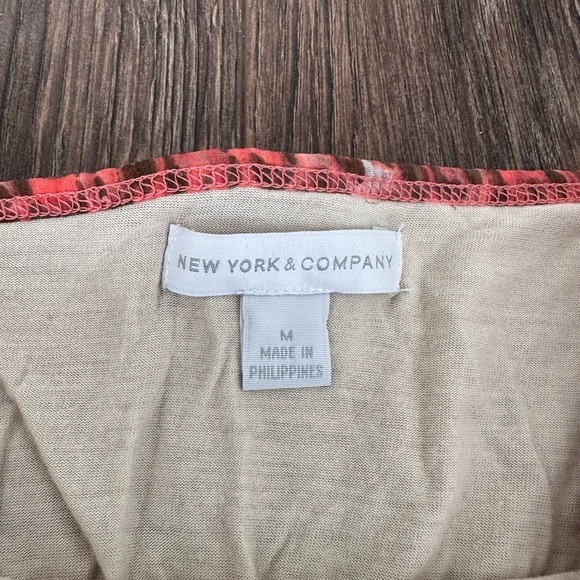 NEW YORK & COMPANY
M
MADE IN
PHILIPPINES